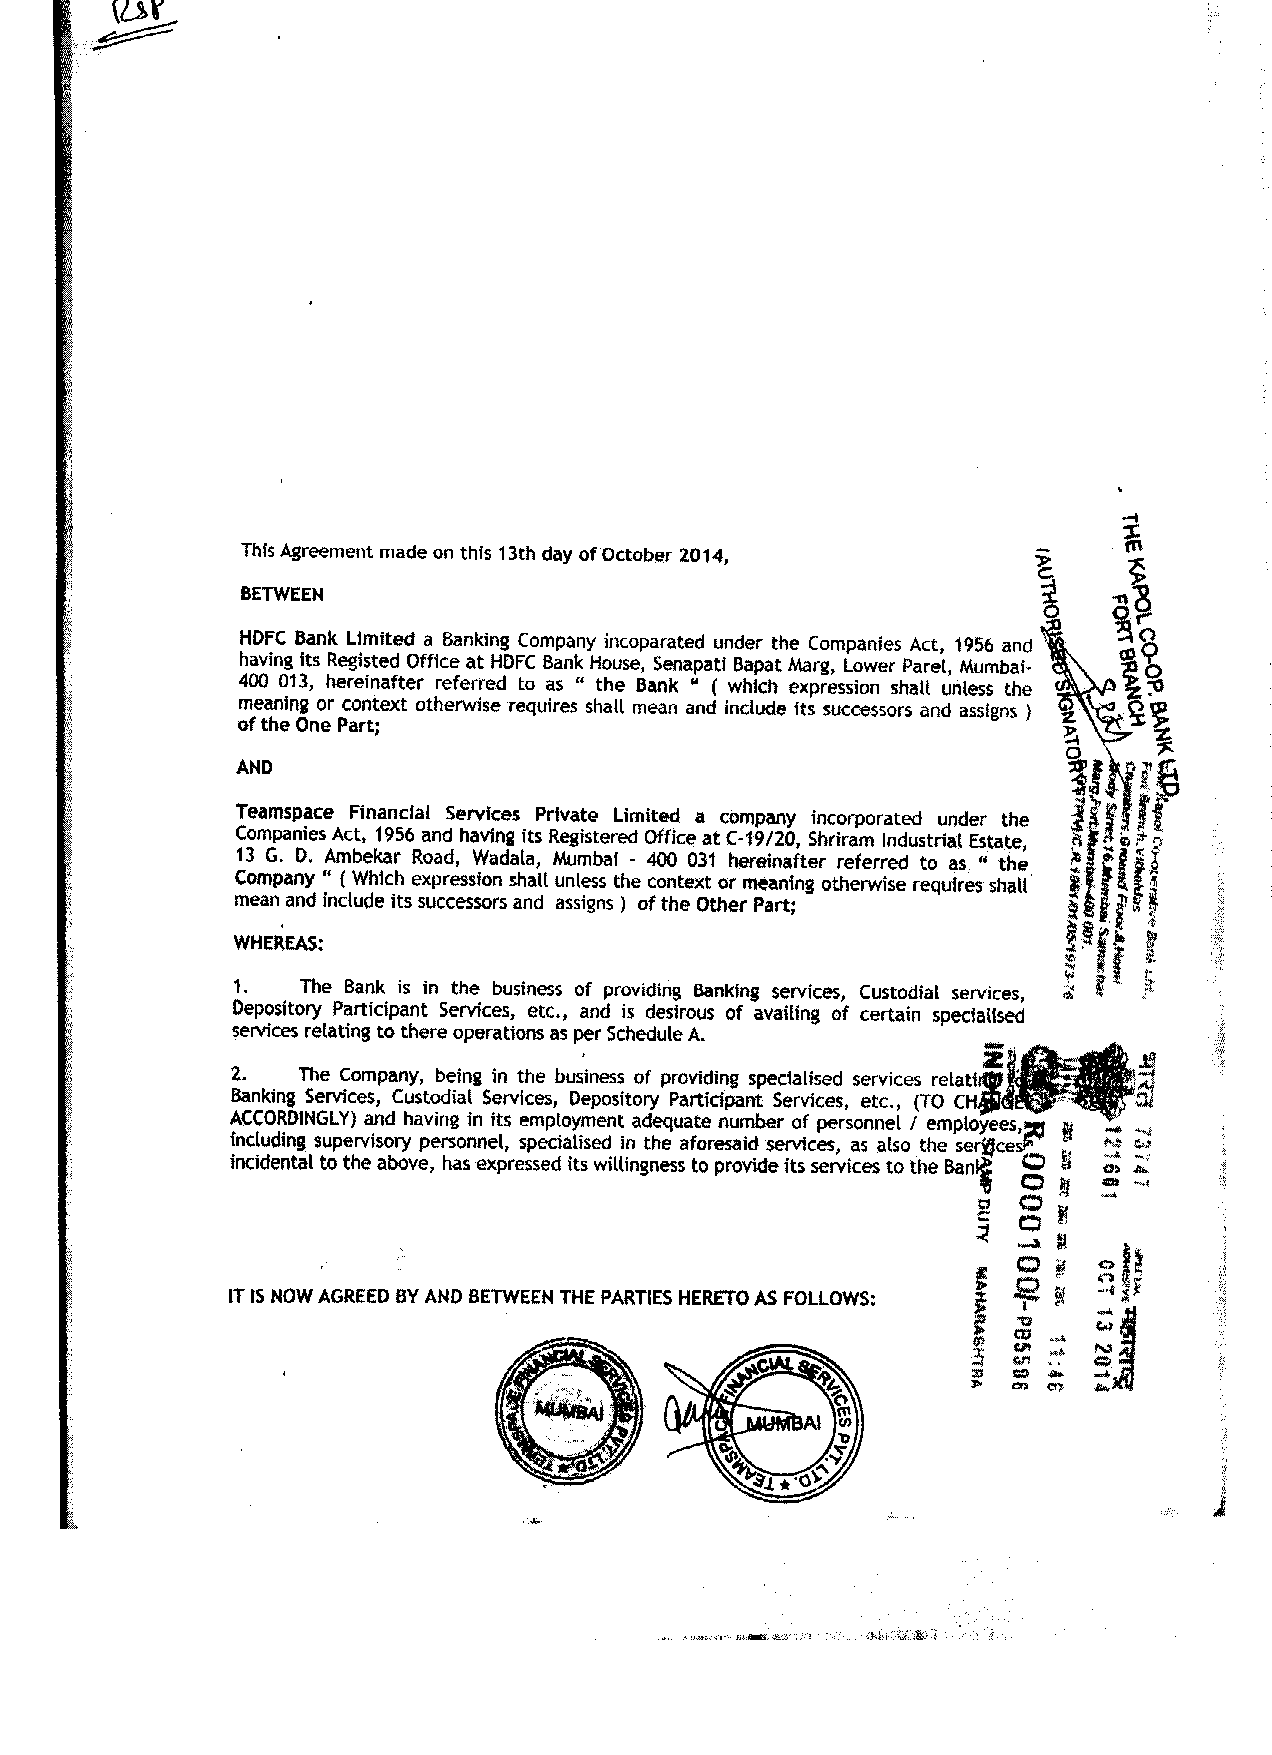 RSP
This Agreement made on this 13th day of October 2014,
BETWEEN
HDFC Bank Limited a Banking Company incoparated under the Companies Act, 1956 and
having its Registed Office at HDFC Bank House, Senapati Bapat Marg, Lower Parel, Mumbai-
400 013, hereinafter referred to as “ the Bank “ ( which expression shall unless the
meaning or context otherwise requires shall mean and include its successors and assigns )
of the One Part;
AND
Teamspace Financial Services Private Limited a company incorporated under the
Companies Act, 1956 and having its Registered Office at C-19/20, Shriram Industrial Estate,
13 G. D. Ambekar Road, Wadala, Mumbai - 400 031 hereinafter referred to as “ the
Company “ ( Which expression shall unless the context or meaning otherwise requires shall
mean and include its successors and assigns ) of the Other Part;
WHEREAS:
1. The Bank is in the business of providing Banking services, Custodial services,
Depository Participant Services, etc., and is desirous of availing of certain specialised
services relating to there operations as per Schedule A.
2. The Company, being in the business of providing specialised services relating
Banking Services, Custodial Services, Depository Participant Services, etc., (TO CHANGE
ACCORDINGLY) and having in its employment adequate number of personnel / employees,
including supervisory personnel, specialised in the aforesaid services, as also the services
incidental to the above, has expressed its willingness to provide its services to the Bank
IT IS NOW AGREED BY AND BETWEEN THE PARTIES HERETO AS FOLLOWS:
TEAMSPACE FINANCIAL SERVICES PVT. LTD. ★
MUMBAI
TEAMSPACE FINANCIAL SERVICES PVT. LTD. ★
MUMBAI
THE KAPOL CO-OP. BANK LTD.
FORT BRANCH
(AUTHORISED SIGNATORY)
Kapol Co-operative Bank Ltd.,
Fort Branch, Vithaldas
Chambers, Ground Floor, 8, Homi
Mody Street, 16, Mumbai Samachar
Marg, Fort, Mumbai-400 001.
73747
121601
OCT 13 2014
SPECIAL
ADHESIVE
11:46
R.0000100/-PB5586
STAMP DUTY MAHARASHTRA